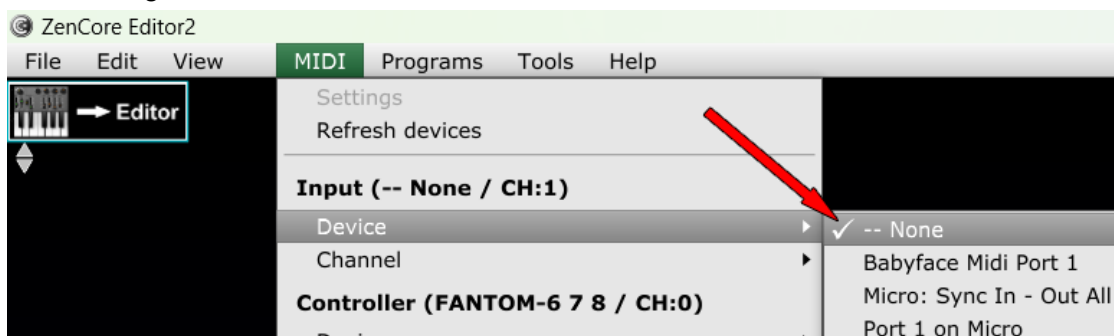 ZenCore Editor2
File Edit View MIDI Programs Tools Help
Editor
Settings
Refresh devices
Input (-- None / CH:1)
Device
✓ -- None
Channel
Babyface Midi Port 1
Micro: Sync In - Out All
Controller (FANTOM-6 7 8 / CH:0)
Port 1 on Micro